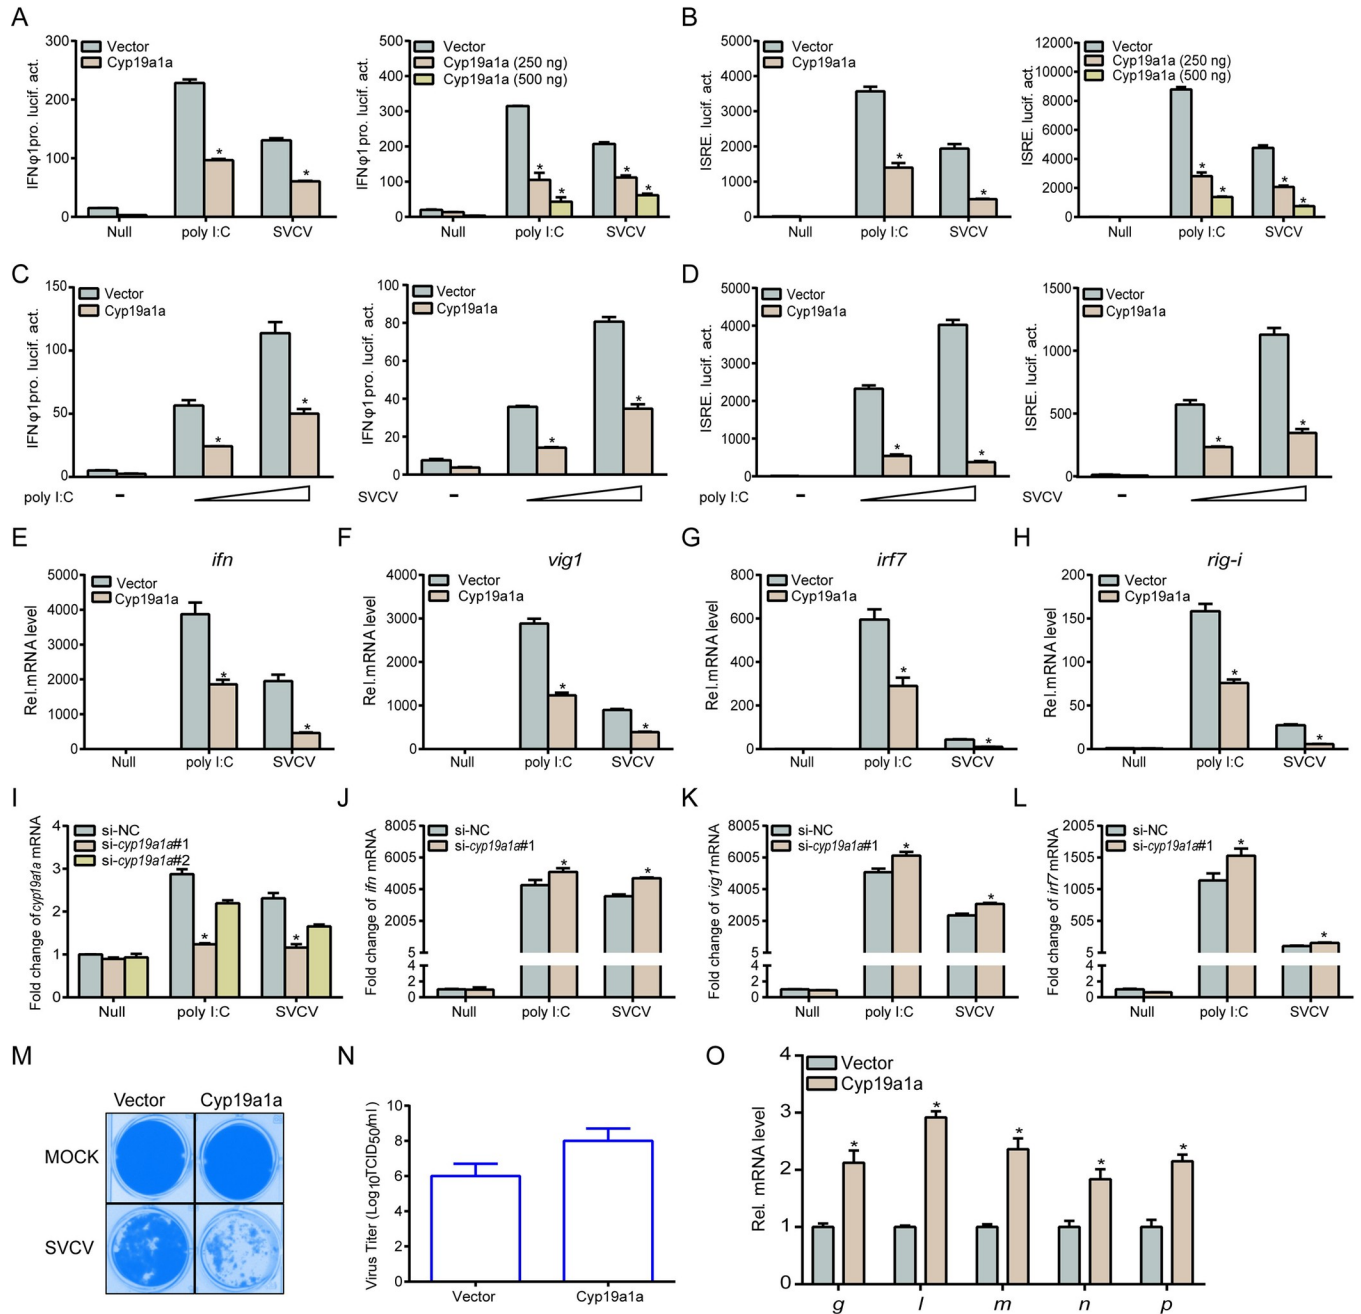 A
IFNφ1pro. lucif. act.
300
200
100
0
Vector
Cyp19a1a
*
*
Null
poly I:C
SVCV
IFNφ1pro. lucif. act.
500
400
300
200
100
0
Vector
Cyp19a1a (250 ng)
Cyp19a1a (500 ng)
*
*
*
*
Null
poly I:C
SVCV
B
ISRE. lucif. act.
5000
4000
3000
2000
1000
0
Vector
Cyp19a1a
*
*
Null
poly I:C
SVCV
ISRE. lucif. act.
12000
10000
8000
6000
4000
2000
0
Vector
Cyp19a1a (250 ng)
Cyp19a1a (500 ng)
*
*
*
*
Null
poly I:C
SVCV
C
IFNφ1pro. lucif. act.
150
100
50
0
Vector
Cyp19a1a
*
*
poly I:C
-
IFNφ1pro. lucif. act.
100
80
60
40
20
0
Vector
Cyp19a1a
*
*
SVCV
-
D
ISRE. lucif. act.
5000
4000
3000
2000
1000
0
Vector
Cyp19a1a
*
*
poly I:C
-
ISRE. lucif. act.
1500
1000
500
0
Vector
Cyp19a1a
*
*
SVCV
-
E
ifn
Rel.mRNA level
5000
4000
3000
2000
1000
0
Vector
Cyp19a1a
*
*
Null
poly I:C
SVCV
F
vig1
Rel.mRNA level
4000
3000
2000
1000
0
Vector
Cyp19a1a
*
*
Null
poly I:C
SVCV
G
irf7
Rel.mRNA level
800
600
400
200
0
Vector
Cyp19a1a
*
*
Null
poly I:C
SVCV
H
rig-i
Rel.mRNA level
200
150
100
50
0
Vector
Cyp19a1a
*
*
Null
poly I:C
SVCV
I
Fold change of cyp19a1a mRNA
4
3
2
1
0
si-NC
si-cyp19a1a#1
si-cyp19a1a#2
*
*
Null
poly I:C
SVCV
J
Fold change of ifn mRNA
8005
6005
4005
2005
5
4
2
0
si-NC
si-cyp19a1a#1
*
*
Null
poly I:C
SVCV
K
Fold change of vig1mRNA
8005
6005
4005
2005
5
4
2
0
si-NC
si-cyp19a1a#1
*
*
Null
poly I:C
SVCV
L
Fold change of irf7 mRNA
2005
1505
1005
505
5
4
2
0
si-NC
si-cyp19a1a#1
*
*
Null
poly I:C
SVCV
M
Vector
Cyp19a1a
MOCK
SVCV
N
Virus Titer (Log10TCID50/ml)
10
8
6
4
2
0
Vector
Cyp19a1a
O
Rel. mRNA level
4
3
2
1
0
Vector
Cyp19a1a
*
*
*
*
*
g
l
m
n
p